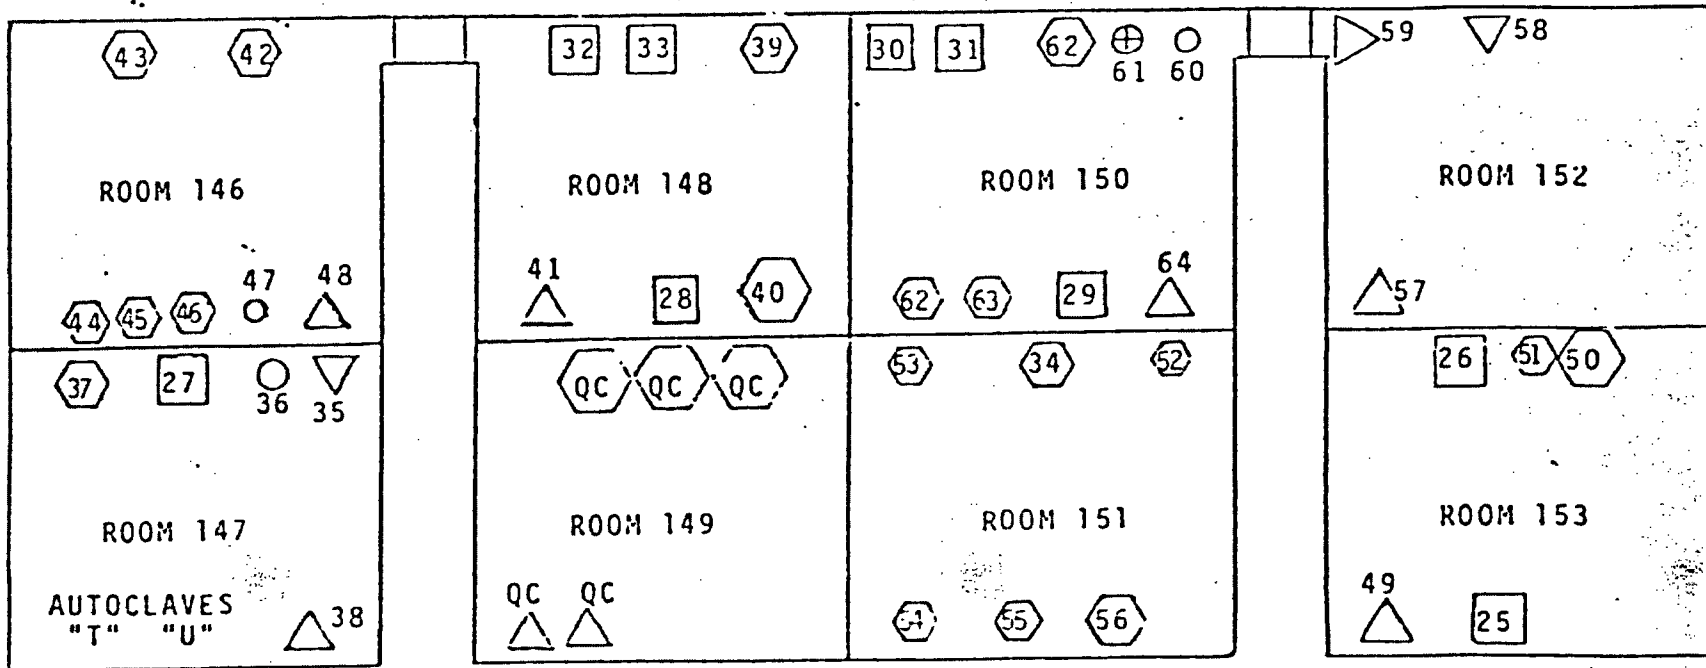 43 42
32 33 39
30 31 62 61 60
59 58
ROOM 146
ROOM 148
ROOM 150
ROOM 152
44 45 46 47 48
41 28 40
62 63 29 64
57
37 27 36 35
QC QC QC
53 34 52
26 51 50
ROOM 147
ROOM 149
ROOM 151
ROOM 153
AUTOCLAVES
"T" "U"
38
QC QC
54 55 56
49 25